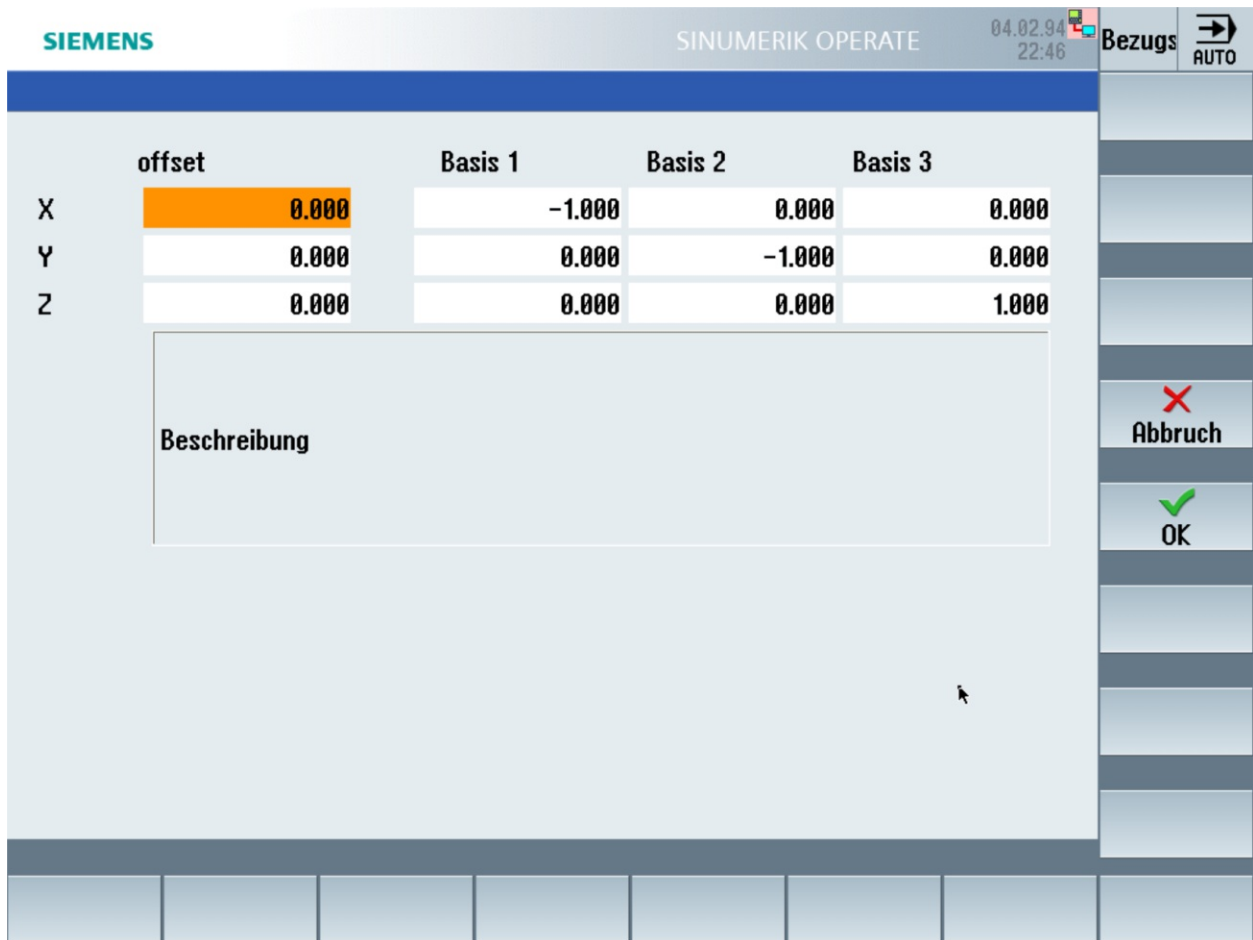 SIEMENS SINUMERIK OPERATE 04.02.94 22:46 Bezugs AUTO
offset Basis 1 Basis 2 Basis 3
X 0.000 -1.000 0.000 0.000
Y 0.000 0.000 -1.000 0.000
Z 0.000 0.000 0.000 1.000
Beschreibung
Abbruch
OK